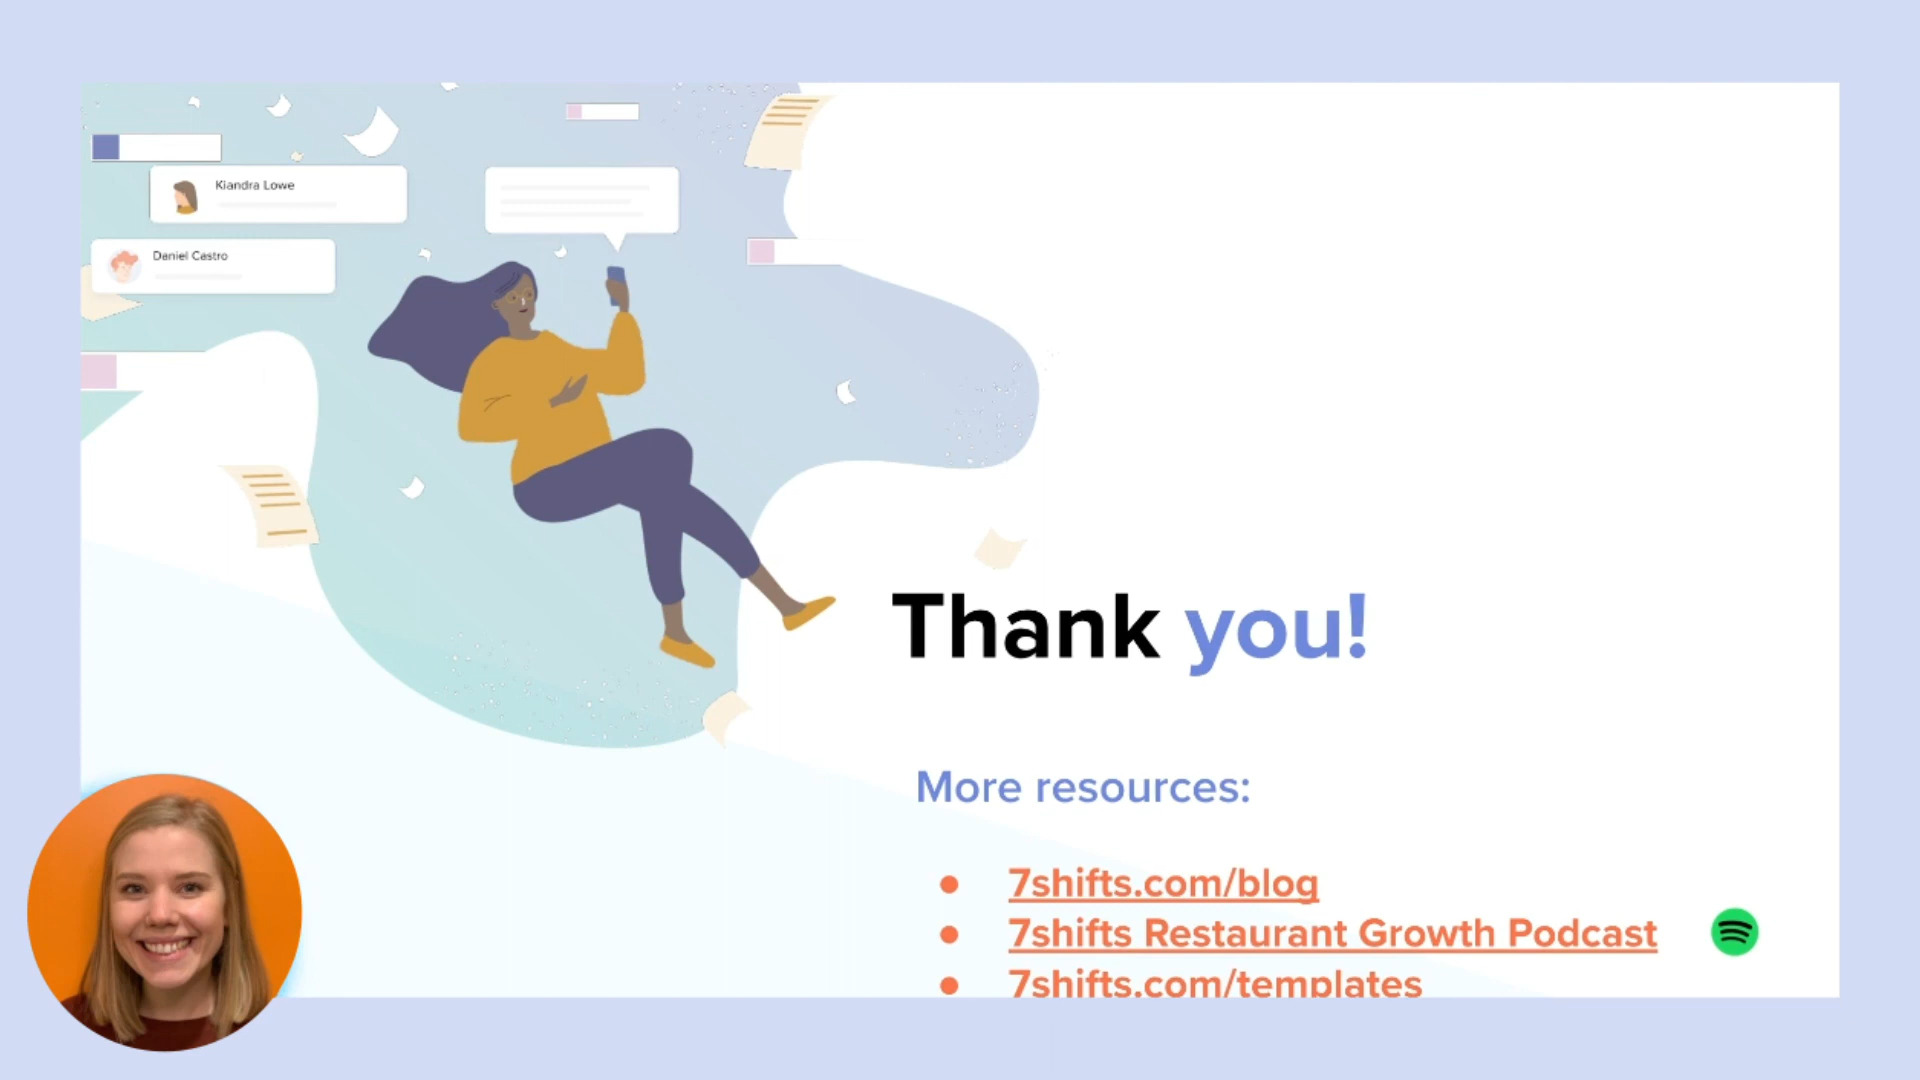 Kiandra Lowe
Daniel Castro
Thank you!
More resources:
• 7shifts.com/blog
• 7shifts Restaurant Growth Podcast
• 7shifts.com/templates